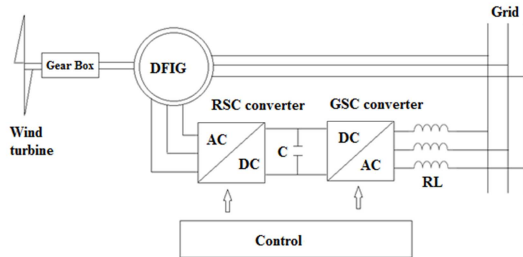 Grid
Gear Box
DFIG
RSC converter
GSC converter
Wind
turbine
AC
DC
C
DC
AC
RL
Control